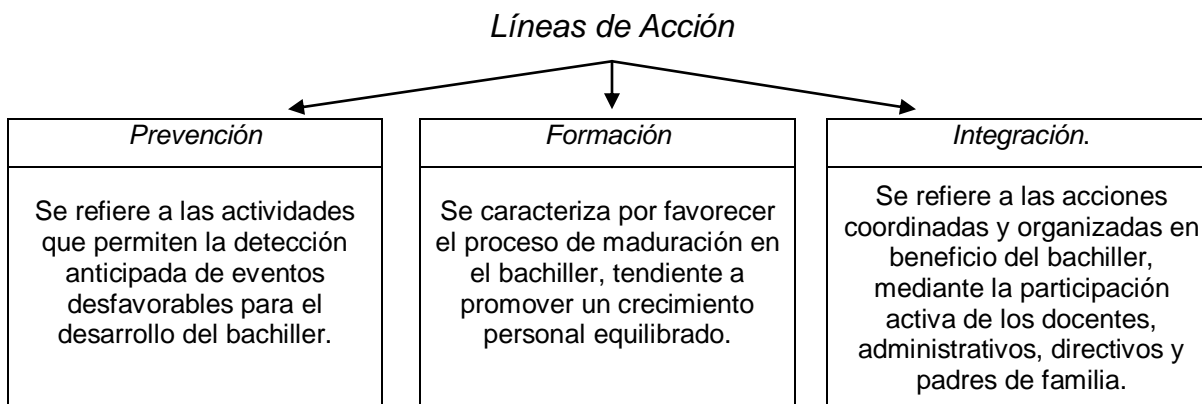 Líneas de Acción
Prevención
Se refiere a las actividades
que permiten la detección
anticipada de eventos
desfavorables para el
desarrollo del bachiller.
Formación
Se caracteriza por favorecer
el proceso de maduración en
el bachiller, tendiente a
promover un crecimiento
personal equilibrado.
Integración.
Se refiere a las acciones
coordinadas y organizadas en
beneficio del bachiller,
mediante la participación
activa de los docentes,
administrativos, directivos y
padres de familia.